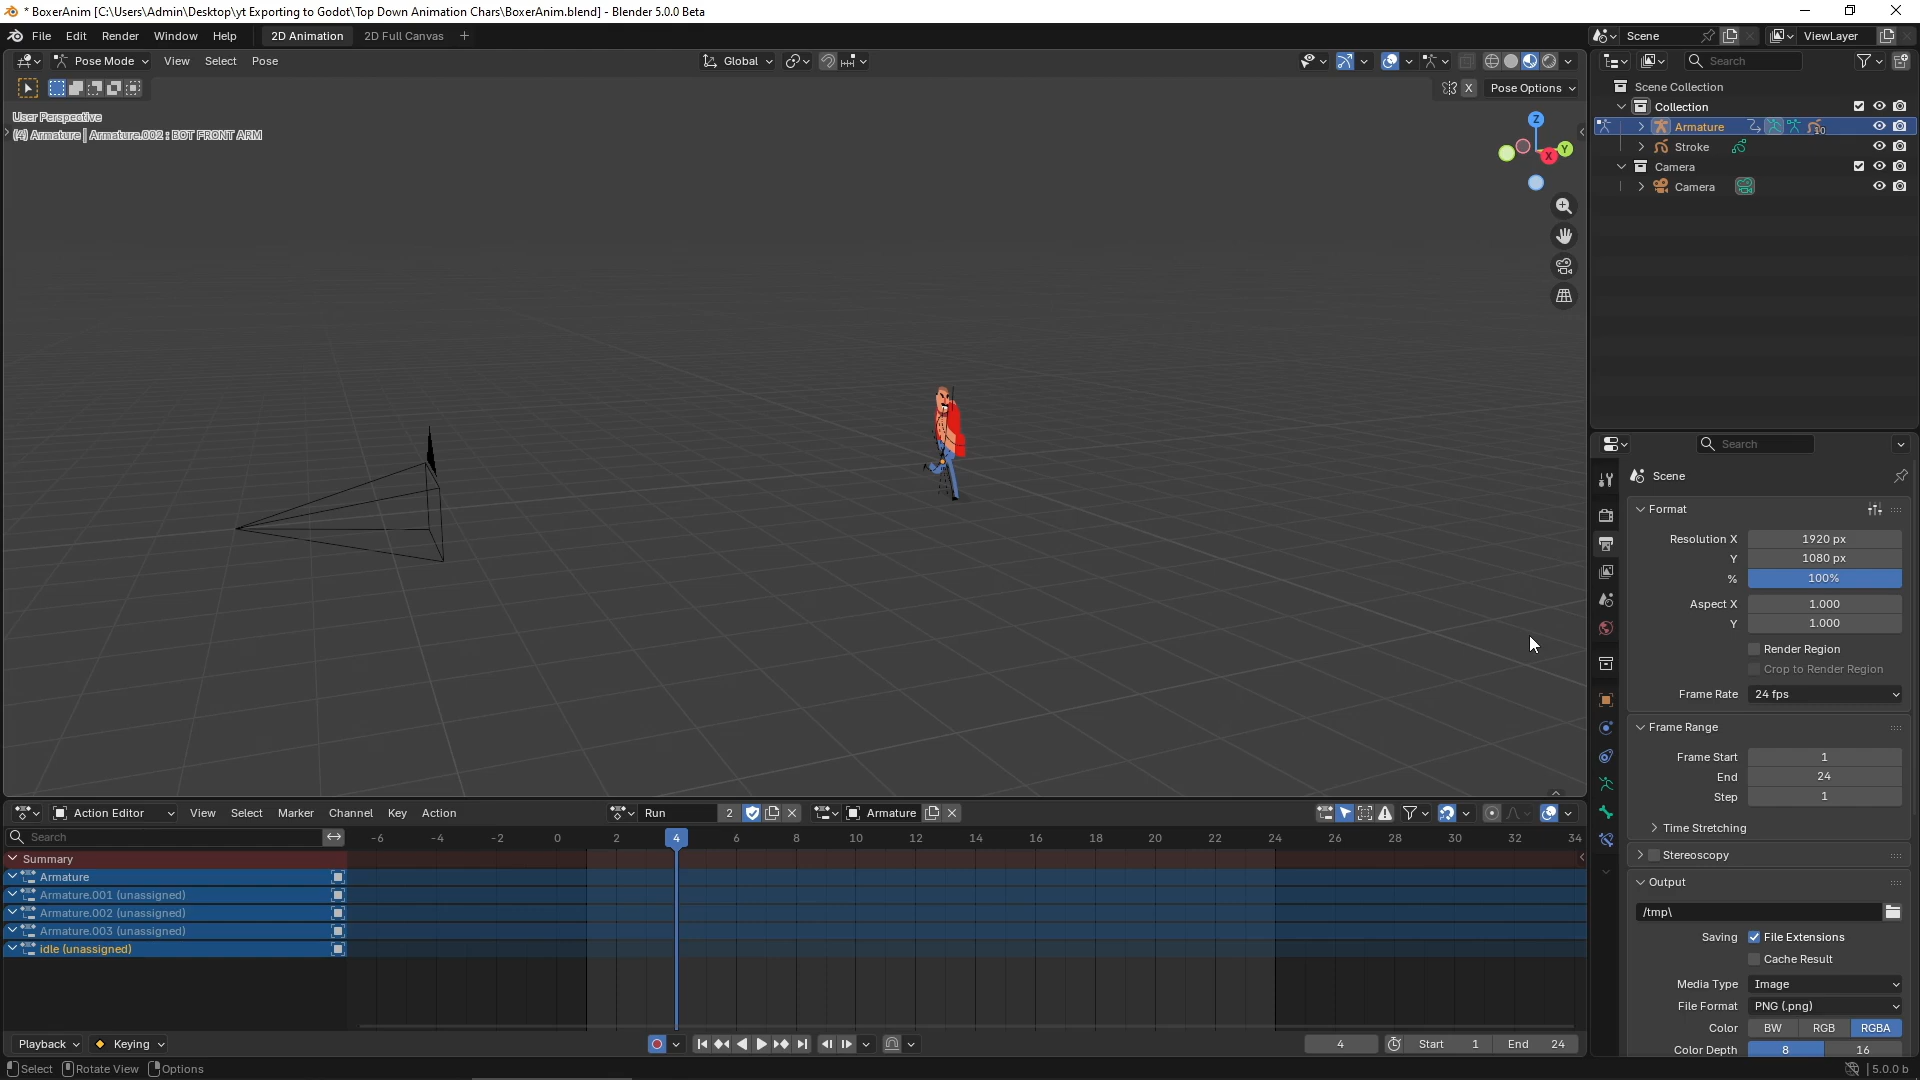 * BoxerAnim [C:\Users\Admin\Desktop\yt Exporting to Godot\Top Down Animation Chars\BoxerAnim.blend] - Blender 5.0.0 Beta
File Edit Render Window Help 2D Animation 2D Full Canvas + Scene ViewLayer
Pose Mode View Select Pose Global Search
X Pose Options Scene Collection
User Perspective
(4) Armature | Armature.002 : BOT FRONT ARM
Z
Y
X
Collection
Armature 10
Stroke
Camera
Camera
Search
Scene
Format
Resolution X 1920 px
Y 1080 px
% 100%
Aspect X 1.000
Y 1.000
Render Region
Crop to Render Region
Frame Rate 24 fps
Frame Range
Frame Start 1
End 24
Step 1
Time Stretching
Stereoscopy
Output
/tmp\
Saving File Extensions
Cache Result
Media Type Image
File Format PNG (.png)
Color BW RGB RGBA
Color Depth 8 16
Action Editor View Select Marker Channel Key Action Run 2 Armature
Search -6 -4 -2 0 2 4 6 8 10 12 14 16 18 20 22 24 26 28 30 32 34
Summary
Armature
Armature.001 (unassigned)
Armature.002 (unassigned)
Armature.003 (unassigned)
idle (unassigned)
Playback Keying 4 Start 1 End 24
Select Rotate View Options 5.0.0 b